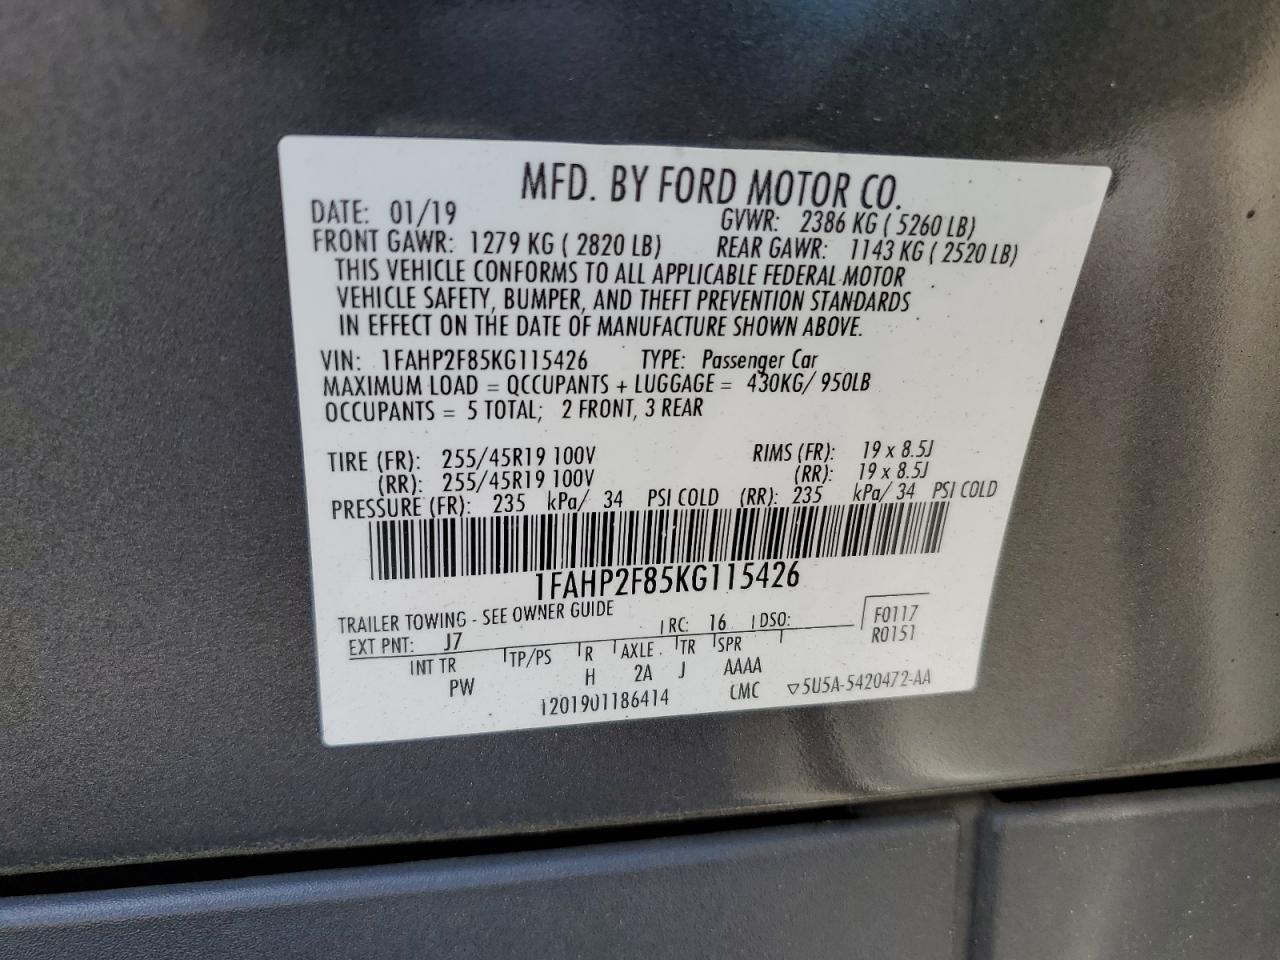 MFD. BY FORD MOTOR CO.
DATE: 01/19 GVWR: 2386 KG ( 5260 LB)
FRONT GAWR: 1279 KG ( 2820 LB) REAR GAWR: 1143 KG ( 2520 LB)
THIS VEHICLE CONFORMS TO ALL APPLICABLE FEDERAL MOTOR
VEHICLE SAFETY, BUMPER, AND THEFT PREVENTION STANDARDS
IN EFFECT ON THE DATE OF MANUFACTURE SHOWN ABOVE.
VIN: 1FAHP2F85KG115426 TYPE: Passenger Car
MAXIMUM LOAD = OCCUPANTS + LUGGAGE = 430KG/ 950LB
OCCUPANTS = 5 TOTAL; 2 FRONT, 3 REAR
TIRE (FR): 255/45R19 100V RIMS (FR): 19 x 8.5J
(RR): 255/45R19 100V (RR): 19 x 8.5J
PRESSURE (FR): 235 kPa/ 34 PSI COLD (RR): 235 kPa/ 34 PSI COLD
1FAHP2F85KG115426
TRAILER TOWING - SEE OWNER GUIDE
EXT PNT: J7 RC: 16 DSO: F0117
R0151
INT TR TP/PS R AXLE TR SPR
PW H 2A J AAAA
1201901186414 CMC ▽5U5A-5420472-AA